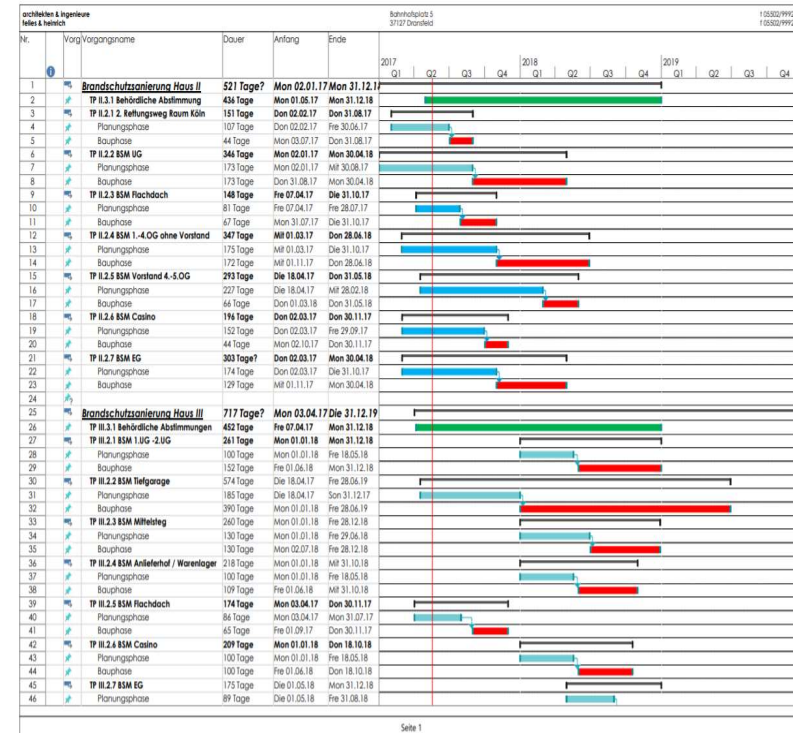 architekten & ingenieure
felles & heinrich
Bahnhofsplatz 5
37127 Dransfeld
t 05502/9992
f 05502/9992
Nr. Vorg Vorgangsname Dauer Anfang Ende
2017 2018 2019
Q1 Q2 Q3 Q4 Q1 Q2 Q3 Q4 Q1 Q2 Q3 Q4
1 Brandschutzsanierung Haus II 521 Tage? Mon 02.01.17 Mon 31.12.1
2 TP II.3.1 Behördliche Abstimmung 436 Tage Mon 01.05.17 Mon 31.12.18
3 TP II.2.1 2. Rettungsweg Raum Köln 151 Tage Don 02.02.17 Don 31.08.17
4 Planungsphase 107 Tage Don 02.02.17 Fre 30.06.17
5 Bauphase 44 Tage Mon 03.07.17 Don 31.08.17
6 TP II.2.2 BSM UG 346 Tage Mon 02.01.17 Mon 30.04.18
7 Planungsphase 173 Tage Mon 02.01.17 Mit 30.08.17
8 Bauphase 173 Tage Don 31.08.17 Mon 30.04.18
9 TP II.2.3 BSM Flachdach 148 Tage Fre 07.04.17 Die 31.10.17
10 Planungsphase 81 Tage Fre 07.04.17 Fre 28.07.17
11 Bauphase 67 Tage Mon 31.07.17 Die 31.10.17
12 TP II.2.4 BSM 1.-4.OG ohne Vorstand 347 Tage Mit 01.03.17 Don 28.06.18
13 Planungsphase 175 Tage Mit 01.03.17 Die 31.10.17
14 Bauphase 172 Tage Mit 01.11.17 Don 28.06.18
15 TP II.2.5 BSM Vorstand 4.-5.OG 293 Tage Die 18.04.17 Don 31.05.18
16 Planungsphase 227 Tage Die 18.04.17 Mit 28.02.18
17 Bauphase 66 Tage Don 01.03.18 Don 31.05.18
18 TP II.2.6 BSM Casino 196 Tage Don 02.03.17 Don 30.11.17
19 Planungsphase 152 Tage Don 02.03.17 Fre 29.09.17
20 Bauphase 44 Tage Mon 02.10.17 Don 30.11.17
21 TP II.2.7 BSM EG 303 Tage? Don 02.03.17 Mon 30.04.18
22 Planungsphase 174 Tage Don 02.03.17 Die 31.10.17
23 Bauphase 129 Tage Mit 01.11.17 Mon 30.04.18
24
25 Brandschutzsanierung Haus III 717 Tage? Mon 03.04.17 Die 31.12.19
26 TP III.3.1 Behördliche Abstimmungen 452 Tage Fre 07.04.17 Mon 31.12.18
27 TP III.2.1 BSM 1.UG -2.UG 261 Tage Mon 01.01.18 Mon 31.12.18
28 Planungsphase 100 Tage Mon 01.01.18 Fre 18.05.18
29 Bauphase 152 Tage Fre 01.06.18 Mon 31.12.18
30 TP III.2.2 BSM Tiefgarage 574 Tage Die 18.04.17 Fre 28.06.19
31 Planungsphase 185 Tage Die 18.04.17 Son 31.12.17
32 Bauphase 390 Tage Mon 01.01.18 Fre 28.06.19
33 TP III.2.3 BSM Mittelsteg 260 Tage Mon 01.01.18 Fre 28.12.18
34 Planungsphase 130 Tage Mon 01.01.18 Fre 29.06.18
35 Bauphase 130 Tage Mon 02.07.18 Fre 28.12.18
36 TP III.2.4 BSM Anlieferhof / Warenlager 218 Tage Mon 01.01.18 Mit 31.10.18
37 Planungsphase 100 Tage Mon 01.01.18 Fre 18.05.18
38 Bauphase 109 Tage Fre 01.06.18 Mit 31.10.18
39 TP III.2.5 BSM Flachdach 174 Tage Mon 03.04.17 Don 30.11.17
40 Planungsphase 86 Tage Mon 03.04.17 Mon 31.07.17
41 Bauphase 65 Tage Fre 01.09.17 Don 30.11.17
42 TP III.2.6 BSM Casino 209 Tage Mon 01.01.18 Don 18.10.18
43 Planungsphase 100 Tage Mon 01.01.18 Fre 18.05.18
44 Bauphase 100 Tage Fre 01.06.18 Don 18.10.18
45 TP III.2.7 BSM EG 175 Tage Die 01.05.18 Mon 31.12.18
46 Planungsphase 89 Tage Die 01.05.18 Fre 31.08.18
Seite 1